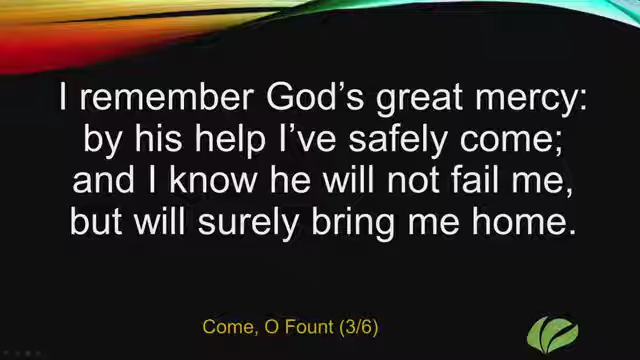 I remember God's great mercy:
by his help I've safely come;
and I know he will not fail me,
but will surely bring me home.
Come, O Fount (3/6)